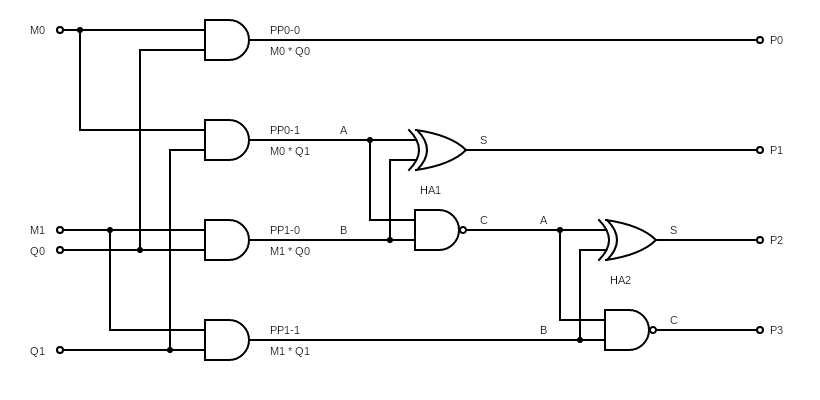 M0
PP0-0
M0 * Q0
P0
PP0-1
A
M0 * Q1
S
P1
HA1
M1
Q0
PP1-0
B
M1 * Q0
C
A
S
P2
HA2
PP1-1
B
C
P3
Q1
M1 * Q1